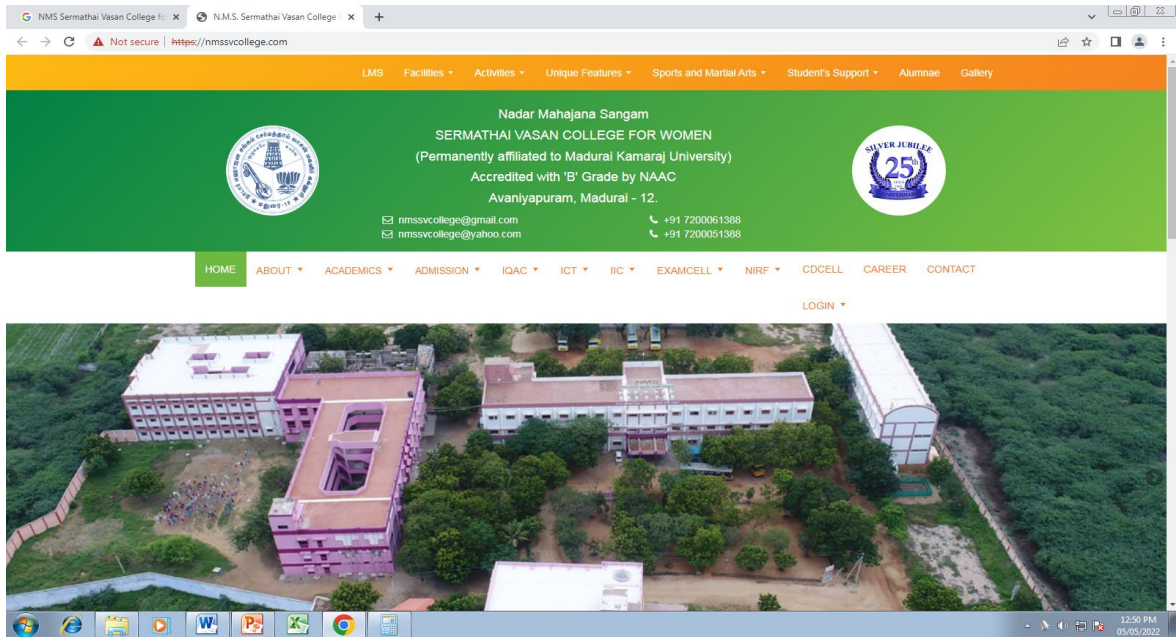 NMS Sermathai Vasan College fo
N.M.S. Sermathai Vasan College F
Not secure | https://nmssvcollege.com
LMS Facilities Activities Unique Features Sports and Martial Arts Student's Support Alumnae Gallery
Nadar Mahajana Sangam
SERMATHAI VASAN COLLEGE FOR WOMEN
(Permanently affiliated to Madurai Kamaraj University)
Accredited with 'B' Grade by NAAC
Avaniyapuram, Madurai - 12.
nmssvcollege@gmail.com +91 7200061388
nmssvcollege@yahoo.com +91 7200051388
SILVER JUBILEE
25th
HOME ABOUT ACADEMICS ADMISSION IQAC ICT IIC EXAMCELL NIRF CDCELL CAREER CONTACT
LOGIN
12:50 PM
05/05/2022